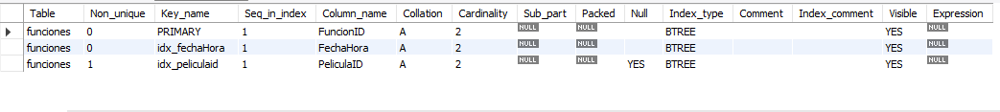 Table Non_unique Key_name Seq_in_index Column_name Collation Cardinality Sub_part Packed Null Index_type Comment Index_comment Visible Expression
funciones 0 PRIMARY 1 FuncionID A 2 NULL NULL BTREE YES NULL
funciones 0 idx_fechaHora 1 FechaHora A 2 NULL NULL BTREE YES NULL
funciones 1 idx_peliculaid 1 PeliculaID A 2 NULL NULL YES BTREE YES NULL